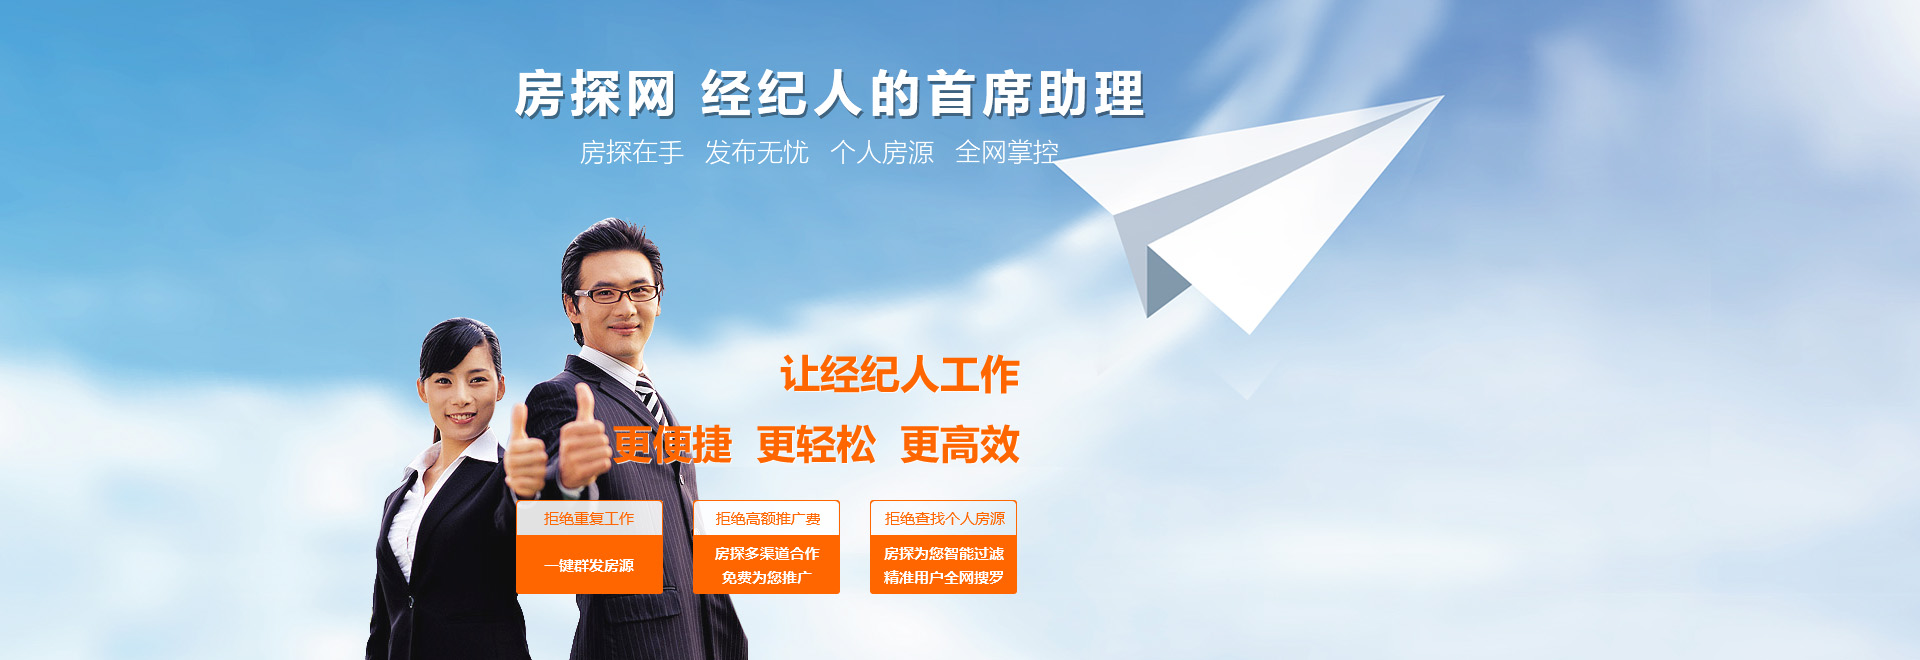 房探网 经纪人的首席助理
房探在手 发布无忧 个人房源 全网掌控
让经纪人工作
更便捷 更轻松 更高效
拒绝重复工作
一键群发房源
拒绝高额推广费
房探多渠道合作
免费为您推广
拒绝查找个人房源
房探为您智能过滤
精准用户全网搜罗